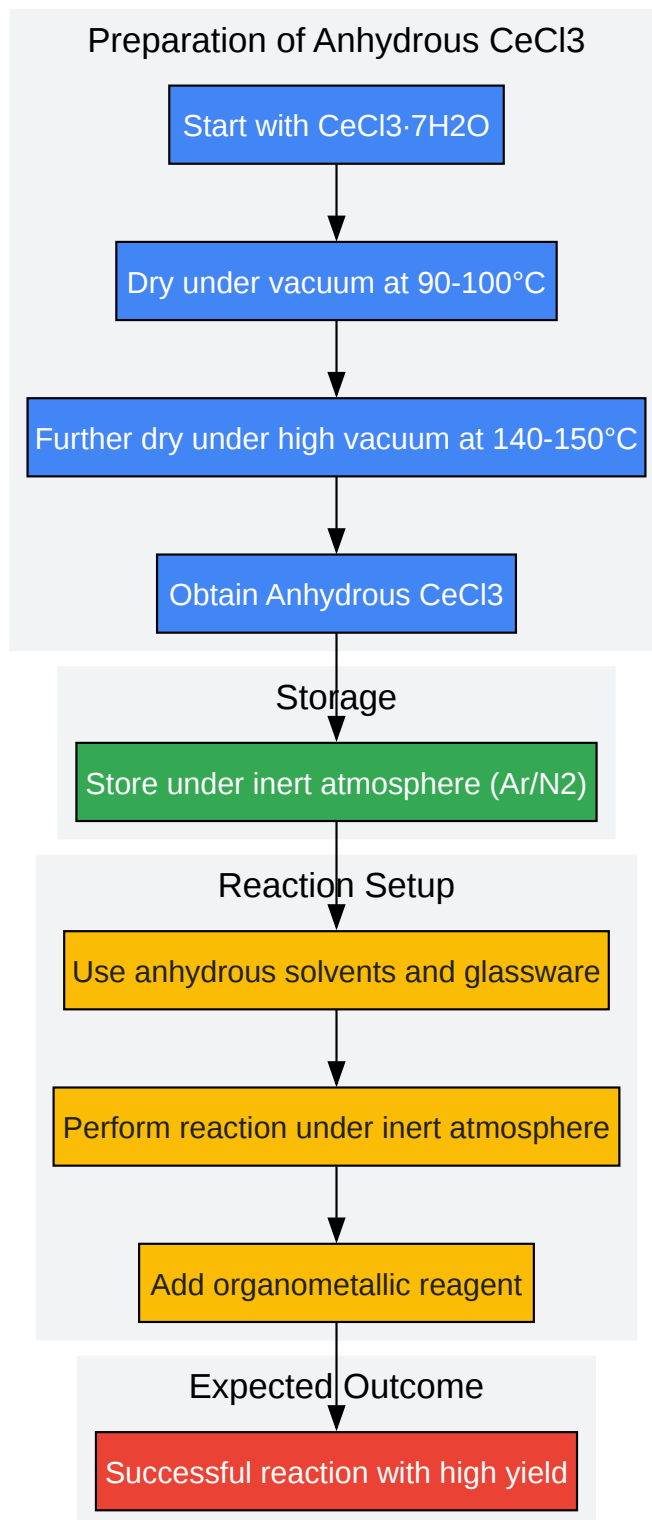 Preparation of Anhydrous CeCl3
Start with CeCl3·7H2O
Dry under vacuum at 90-100°C
Further dry under high vacuum at 140-150°C
Obtain Anhydrous CeCl3
Storage
Store under inert atmosphere (Ar/N2)
Reaction Setup
Use anhydrous solvents and glassware
Perform reaction under inert atmosphere
Add organometallic reagent
Expected Outcome
Successful reaction with high yield